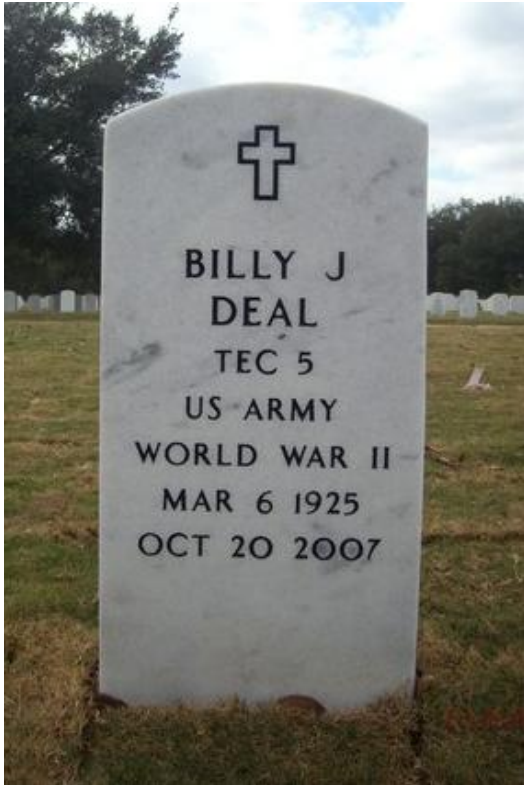 BILLY J
DEAL
TEC 5
US ARMY
WORLD WAR II
MAR 6 1925
OCT 20 2007